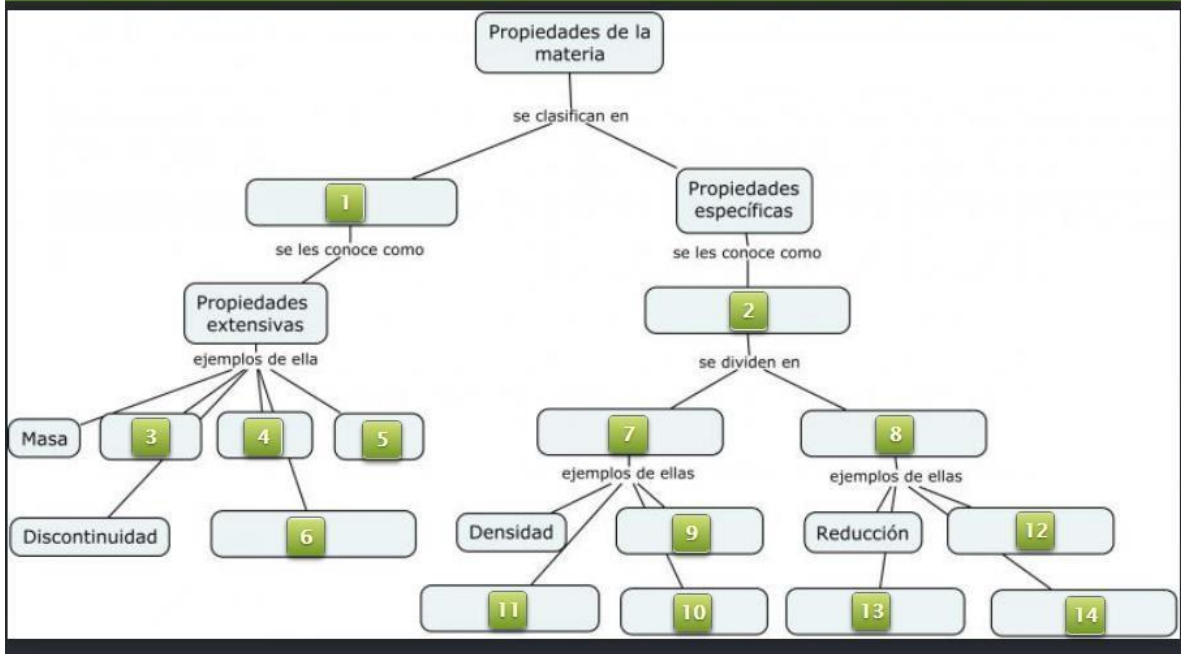 Propiedades de la
materia
se clasifican en
1
Propiedades
específicas
se les conoce como
se les conoce como
Propiedades
extensivas
2
ejemplos de ella
se dividen en
Masa
3
4
5
7
8
ejemplos de ellas
ejemplos de ellas
Discontinuidad
6
Densidad
9
Reducción
12
11
10
13
14